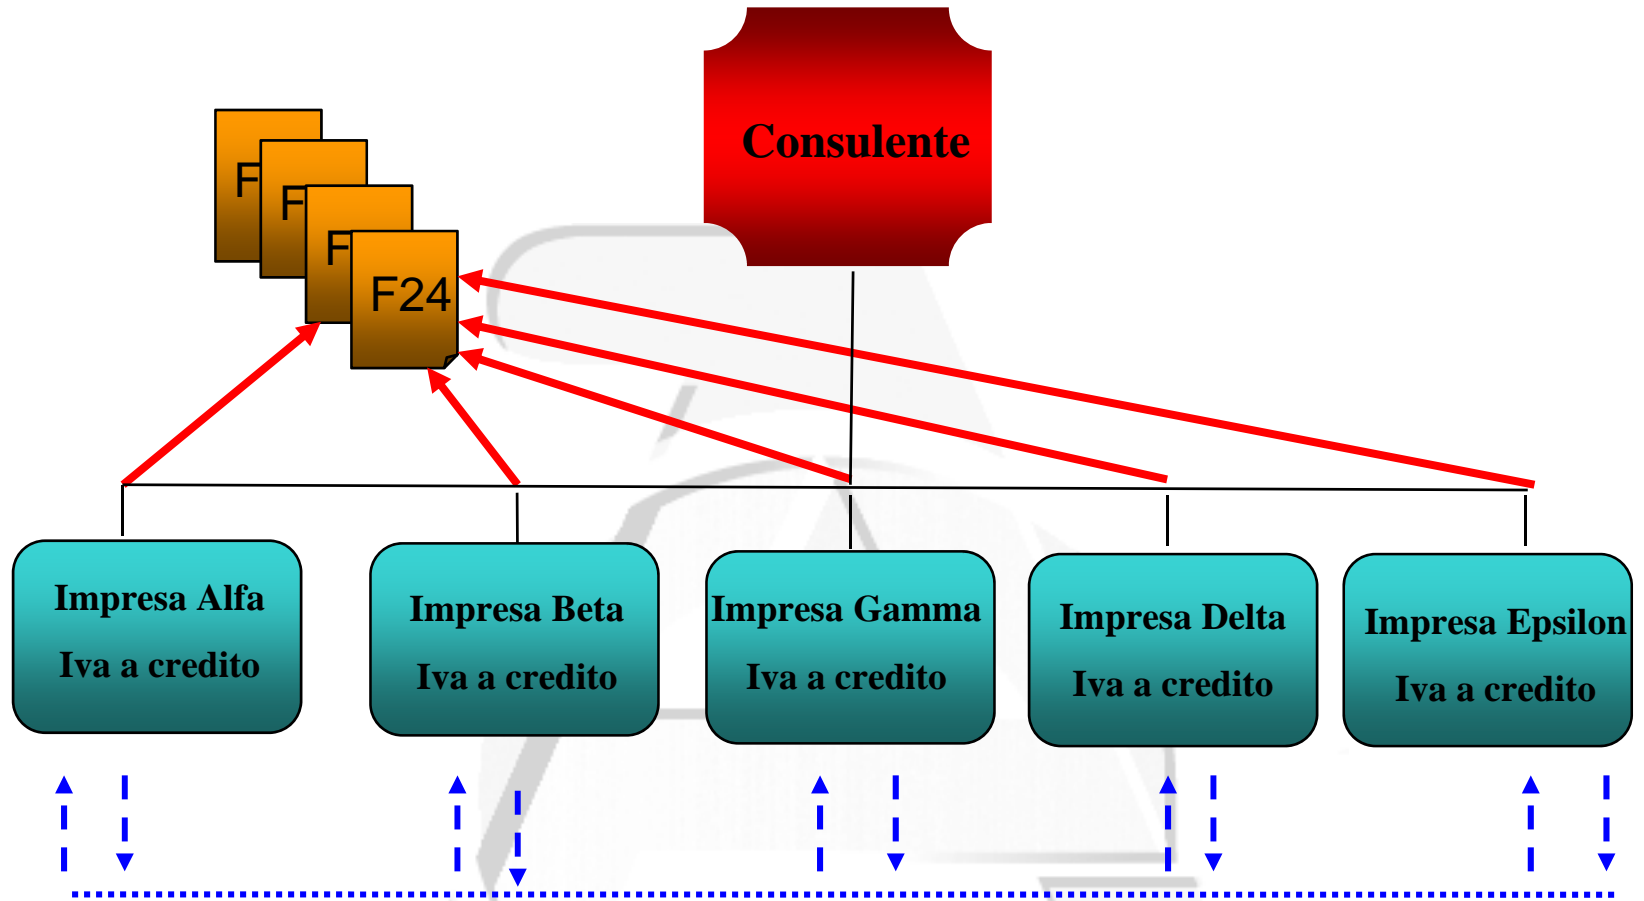 Consulente
F
F
F
F24
Impresa Alfa
Iva a credito
Impresa Beta
Iva a credito
Impresa Gamma
Iva a credito
Impresa Delta
Iva a credito
Impresa Epsilon
Iva a credito